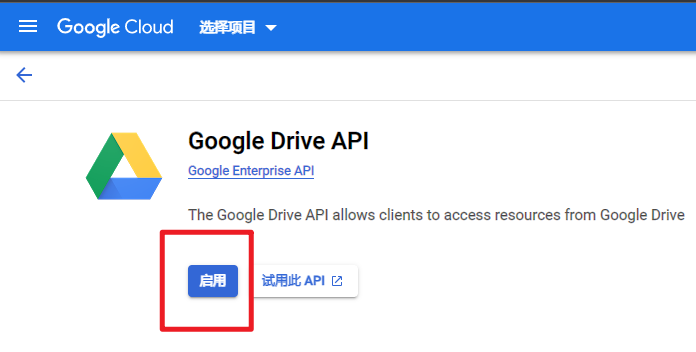 Google Cloud 选择项目
Google Drive API
Google Enterprise API
The Google Drive API allows clients to access resources from Google Drive
启用 试用此 API